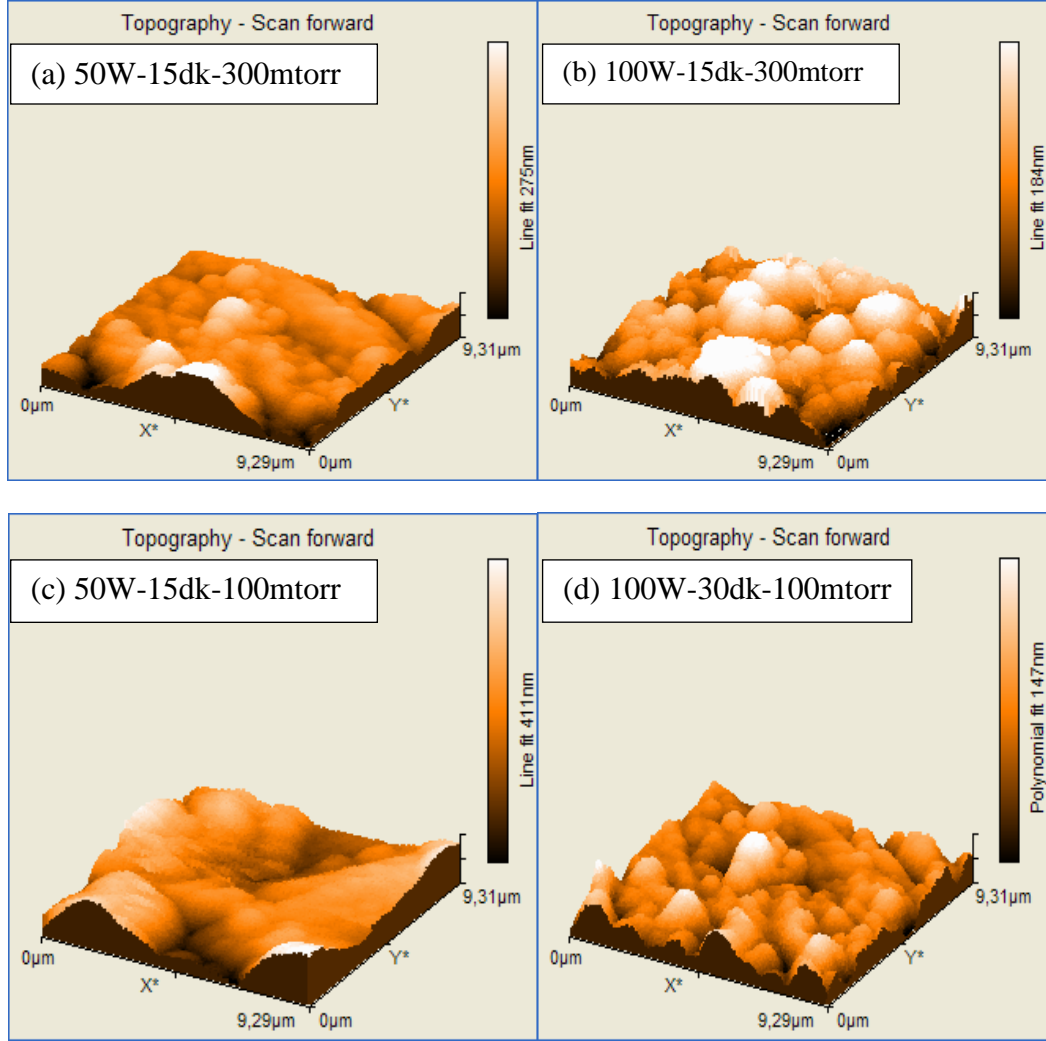 Topography - Scan forward
(a) 50W-15dk-300mtorr
Line fit 275nm
9,31µm
0µm
Y*
X*
9,29µm 0µm
Topography - Scan forward
(b) 100W-15dk-300mtorr
Line fit 184nm
9,31µm
0µm
Y*
X*
9,29µm 0µm
Topography - Scan forward
(c) 50W-15dk-100mtorr
Line fit 411nm
9,31µm
0µm
Y*
X*
9,29µm 0µm
Topography - Scan forward
(d) 100W-30dk-100mtorr
Polynomial fit 147nm
9,31µm
0µm
Y*
X*
9,29µm 0µm